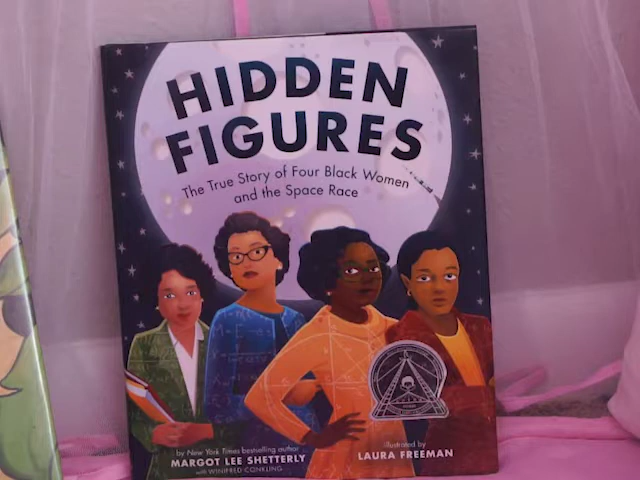 HIDDEN
FIGURES
The True Story of Four Black Women
and the Space Race
by New York Times bestselling author
MARGOT LEE SHETTERLY
with WINIFRED CONKLING
illustrated by
LAURA FREEMAN